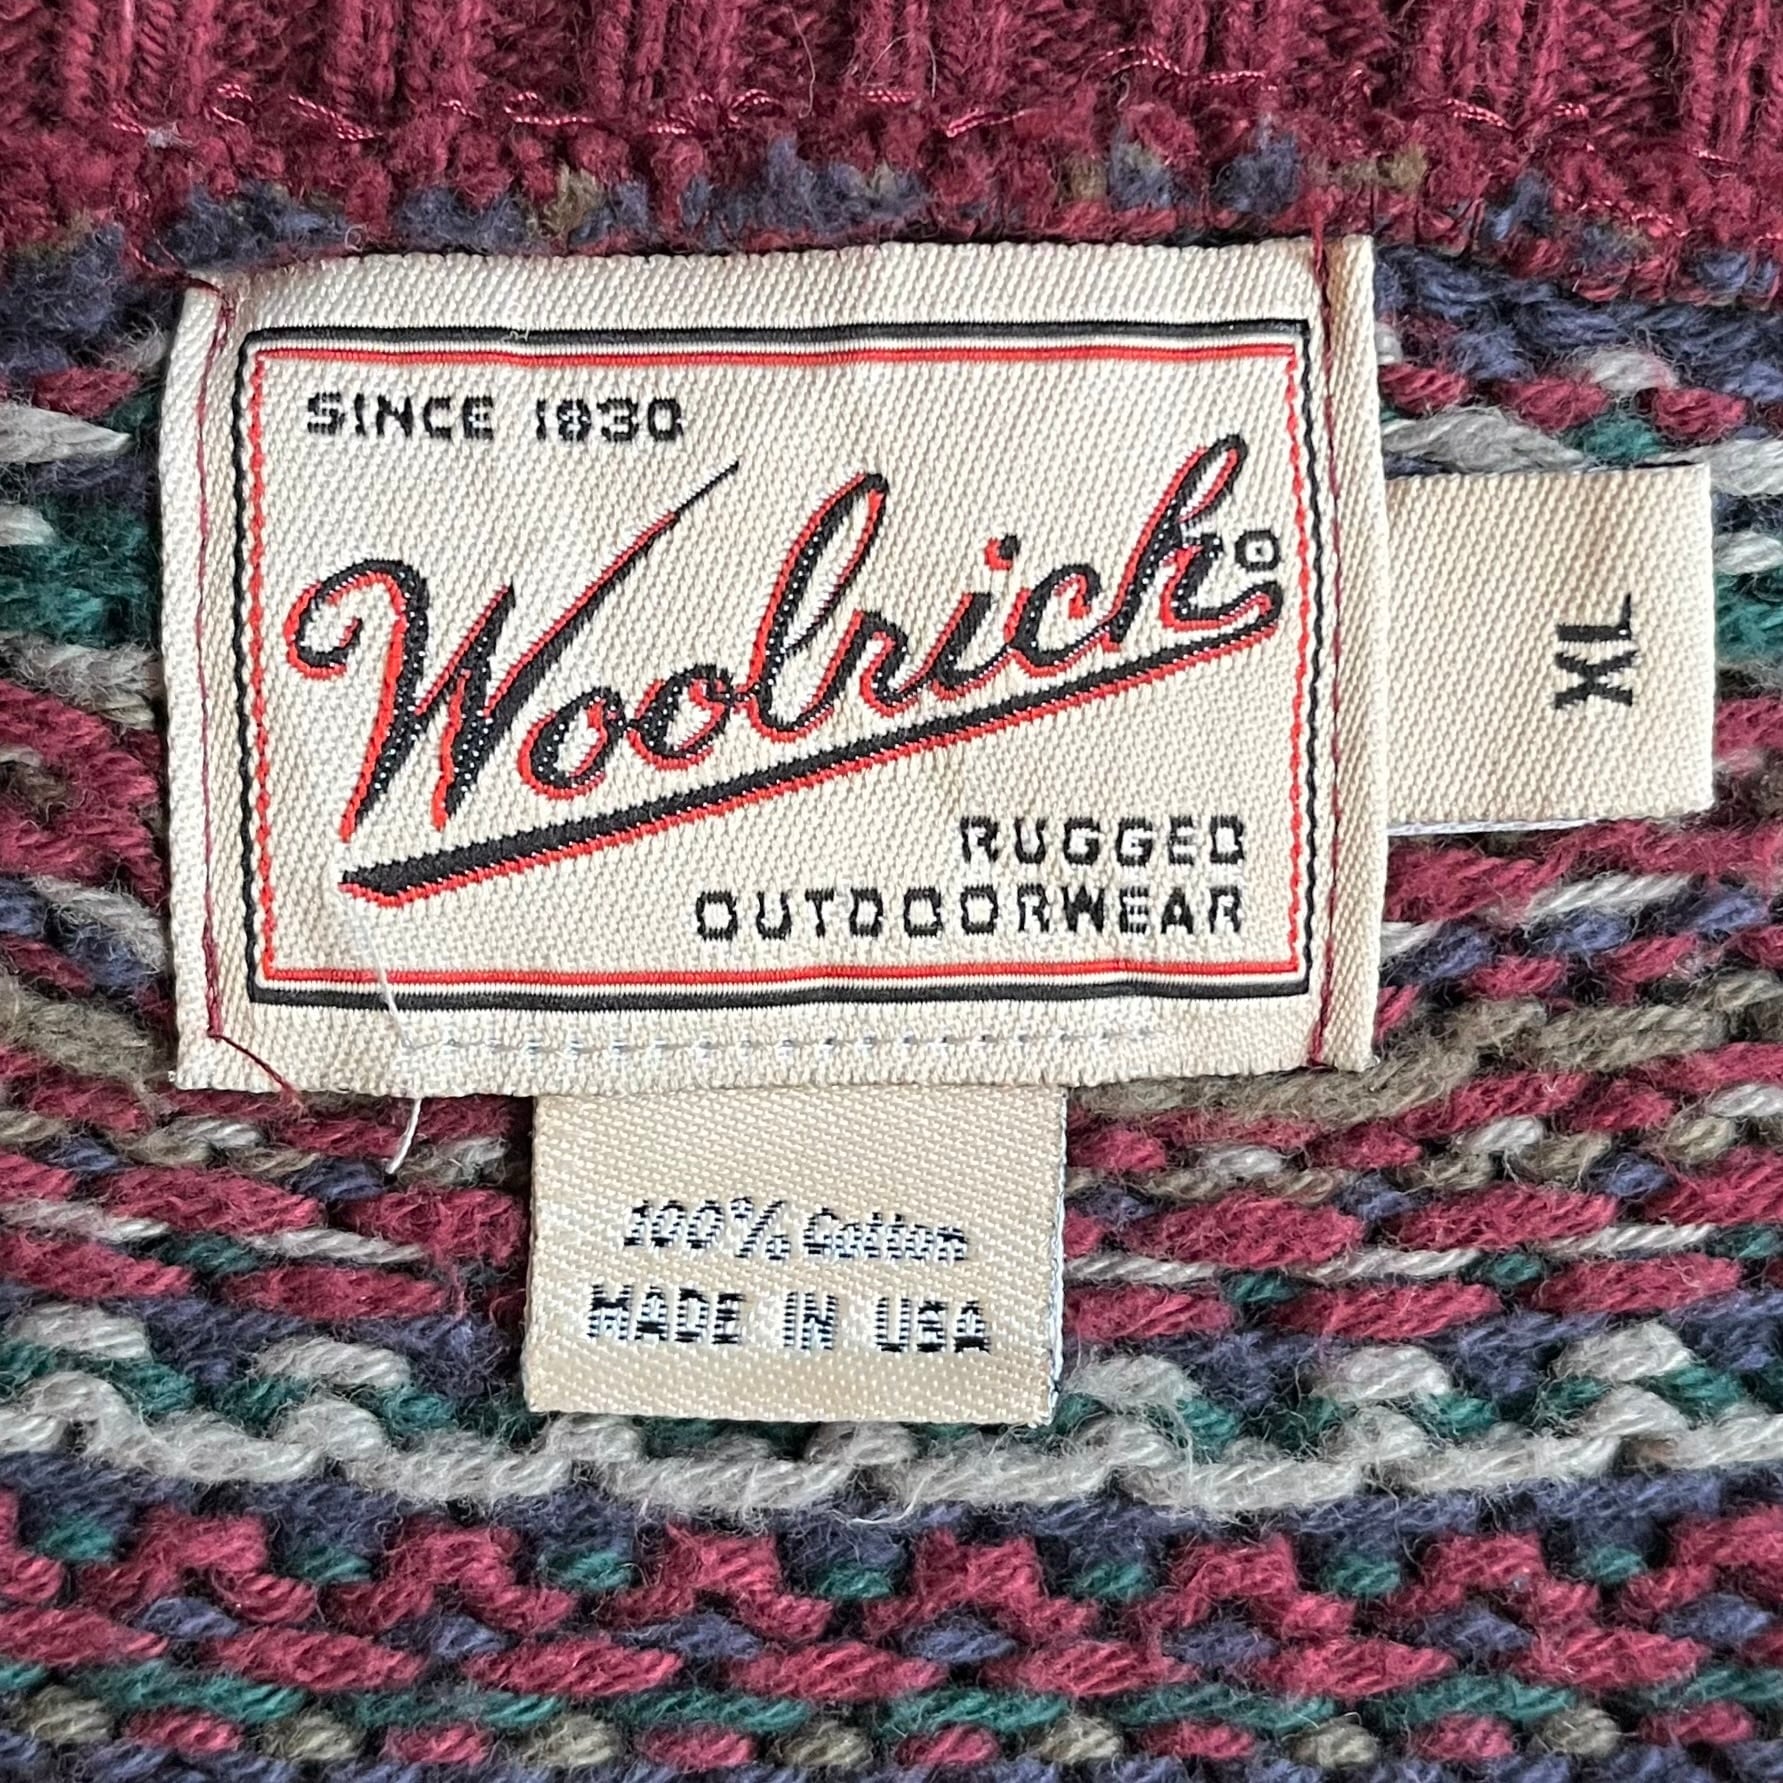 SINCE 1830
Woolrich®
RUGGED
OUTDOORWEAR
XL
100% Cotton
MADE IN USA